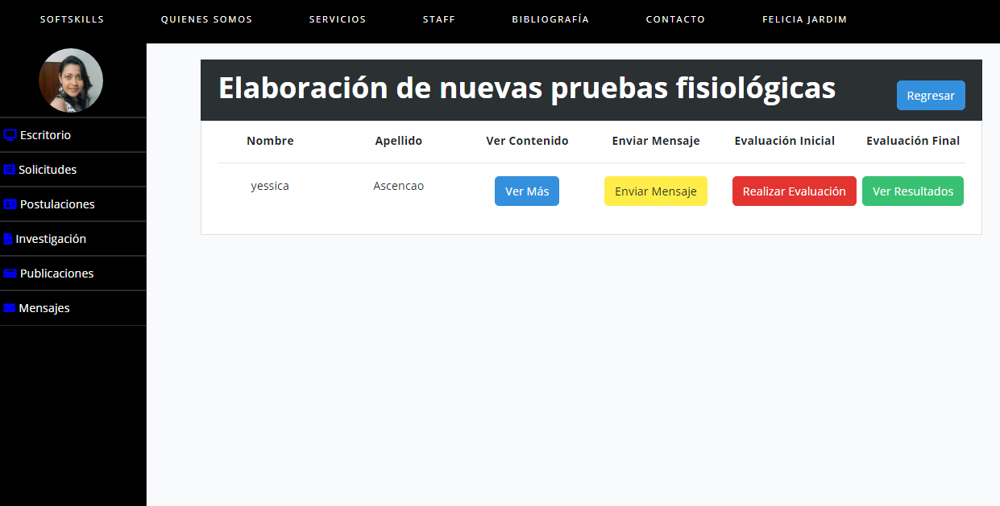 SOFTSKILLS QUIENES SOMOS SERVICIOS STAFF BIBLIOGRAFÍA CONTACTO FELICIA JARDIM
Escritorio
Solicitudes
Postulaciones
Investigación
Publicaciones
Mensajes
Elaboración de nuevas pruebas fisiológicas Regresar
Nombre Apellido Ver Contenido Enviar Mensaje Evaluación Inicial Evaluación Final
yessica Ascencao Ver Más Enviar Mensaje Realizar Evaluación Ver Resultados